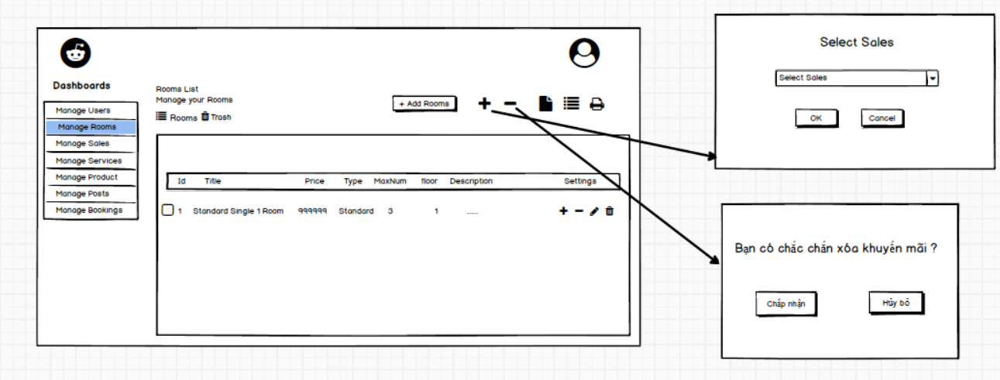 Dashboards
Manage Users
Manage Rooms
Manage Sales
Manage Services
Manage Product
Manage Posts
Manage Bookings
Rooms List
Manage your Rooms
Rooms Trash
+ Add Rooms
Id Title Price Type MaxNum floor Description Settings
1 Standard Single 1 Room 999999 Standard 3 1 ......
Select Sales
Select Sales
OK Cancel
Bạn có chắc chắn xóa khuyến mãi ?
Chấp nhận Hủy bỏ